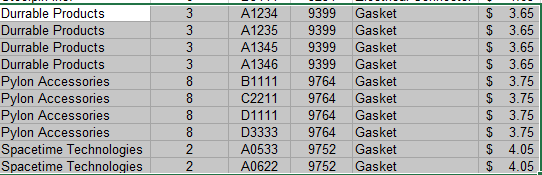 Durrable Products 3 A1234 9399 Gasket $ 3.65
Durrable Products 3 A1235 9399 Gasket $ 3.65
Durrable Products 3 A1345 9399 Gasket $ 3.65
Durrable Products 3 A1346 9399 Gasket $ 3.65
Pylon Accessories 8 B1111 9764 Gasket $ 3.75
Pylon Accessories 8 C2211 9764 Gasket $ 3.75
Pylon Accessories 8 D1111 9764 Gasket $ 3.75
Pylon Accessories 8 D3333 9764 Gasket $ 3.75
Spacetime Technologies 2 A0533 9752 Gasket $ 4.05
Spacetime Technologies 2 A0622 9752 Gasket $ 4.05